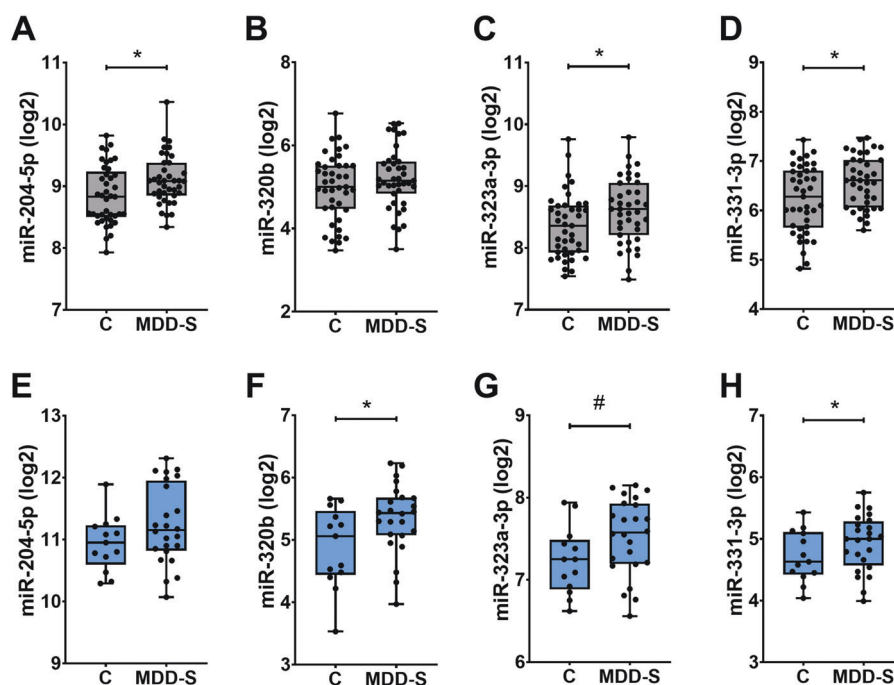 A
B
C
D
*
*
*
miR-204-5p (log2)
11
10
9
8
7
C MDD-S
miR-320b (log2)
8
6
4
2
C MDD-S
miR-323a-3p (log2)
11
10
9
8
7
C MDD-S
miR-331-3p (log2)
9
8
7
6
5
4
C MDD-S
E
F
G
H
*
#
*
miR-204-5p (log2)
13
12
11
10
9
C MDD-S
miR-320b (log2)
7
6
5
4
3
C MDD-S
miR-323a-3p (log2)
9
8
7
6
C MDD-S
miR-331-3p (log2)
7
6
5
4
3
C MDD-S